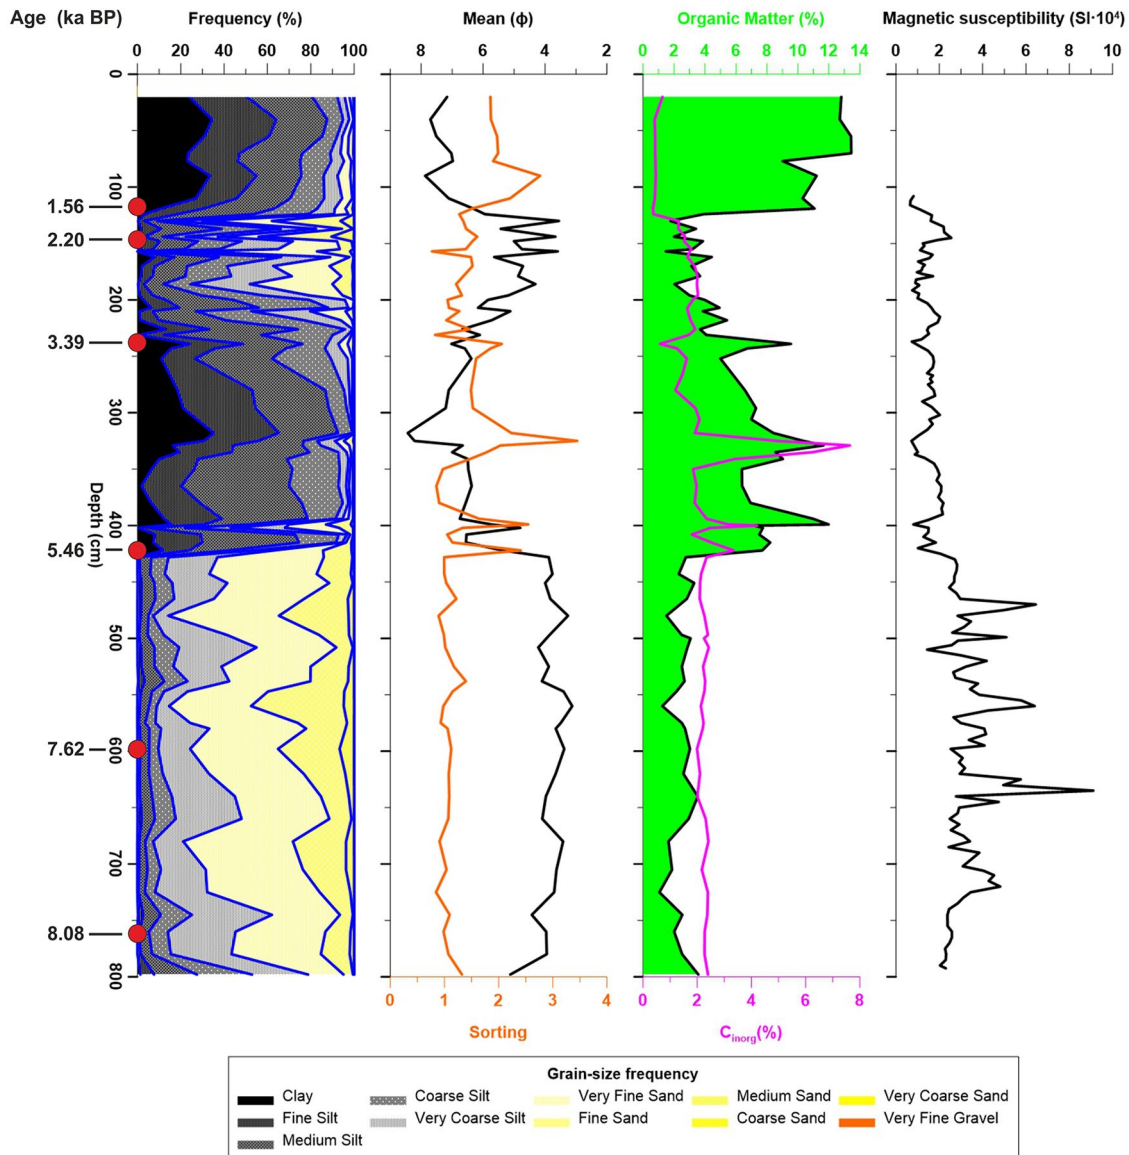 Age (ka BP) Frequency (%) Mean (ϕ) Organic Matter (%) Magnetic susceptibility (SI·10⁴)
0 20 40 60 80 100 8 6 4 2 0 2 4 6 8 10 12 14 0 2 4 6 8 10
0
100
1.56
2.20
200
3.39
300
400
Depth (cm)
5.46
500
7.62
600
700
8.08
800
0 1 2 3 4 0 2 4 6 8
Sorting C inorg (%)
Grain-size frequency
Clay Coarse Silt Very Fine Sand Medium Sand Very Coarse Sand
Fine Silt Very Coarse Silt Fine Sand Coarse Sand Very Fine Gravel
Medium Silt